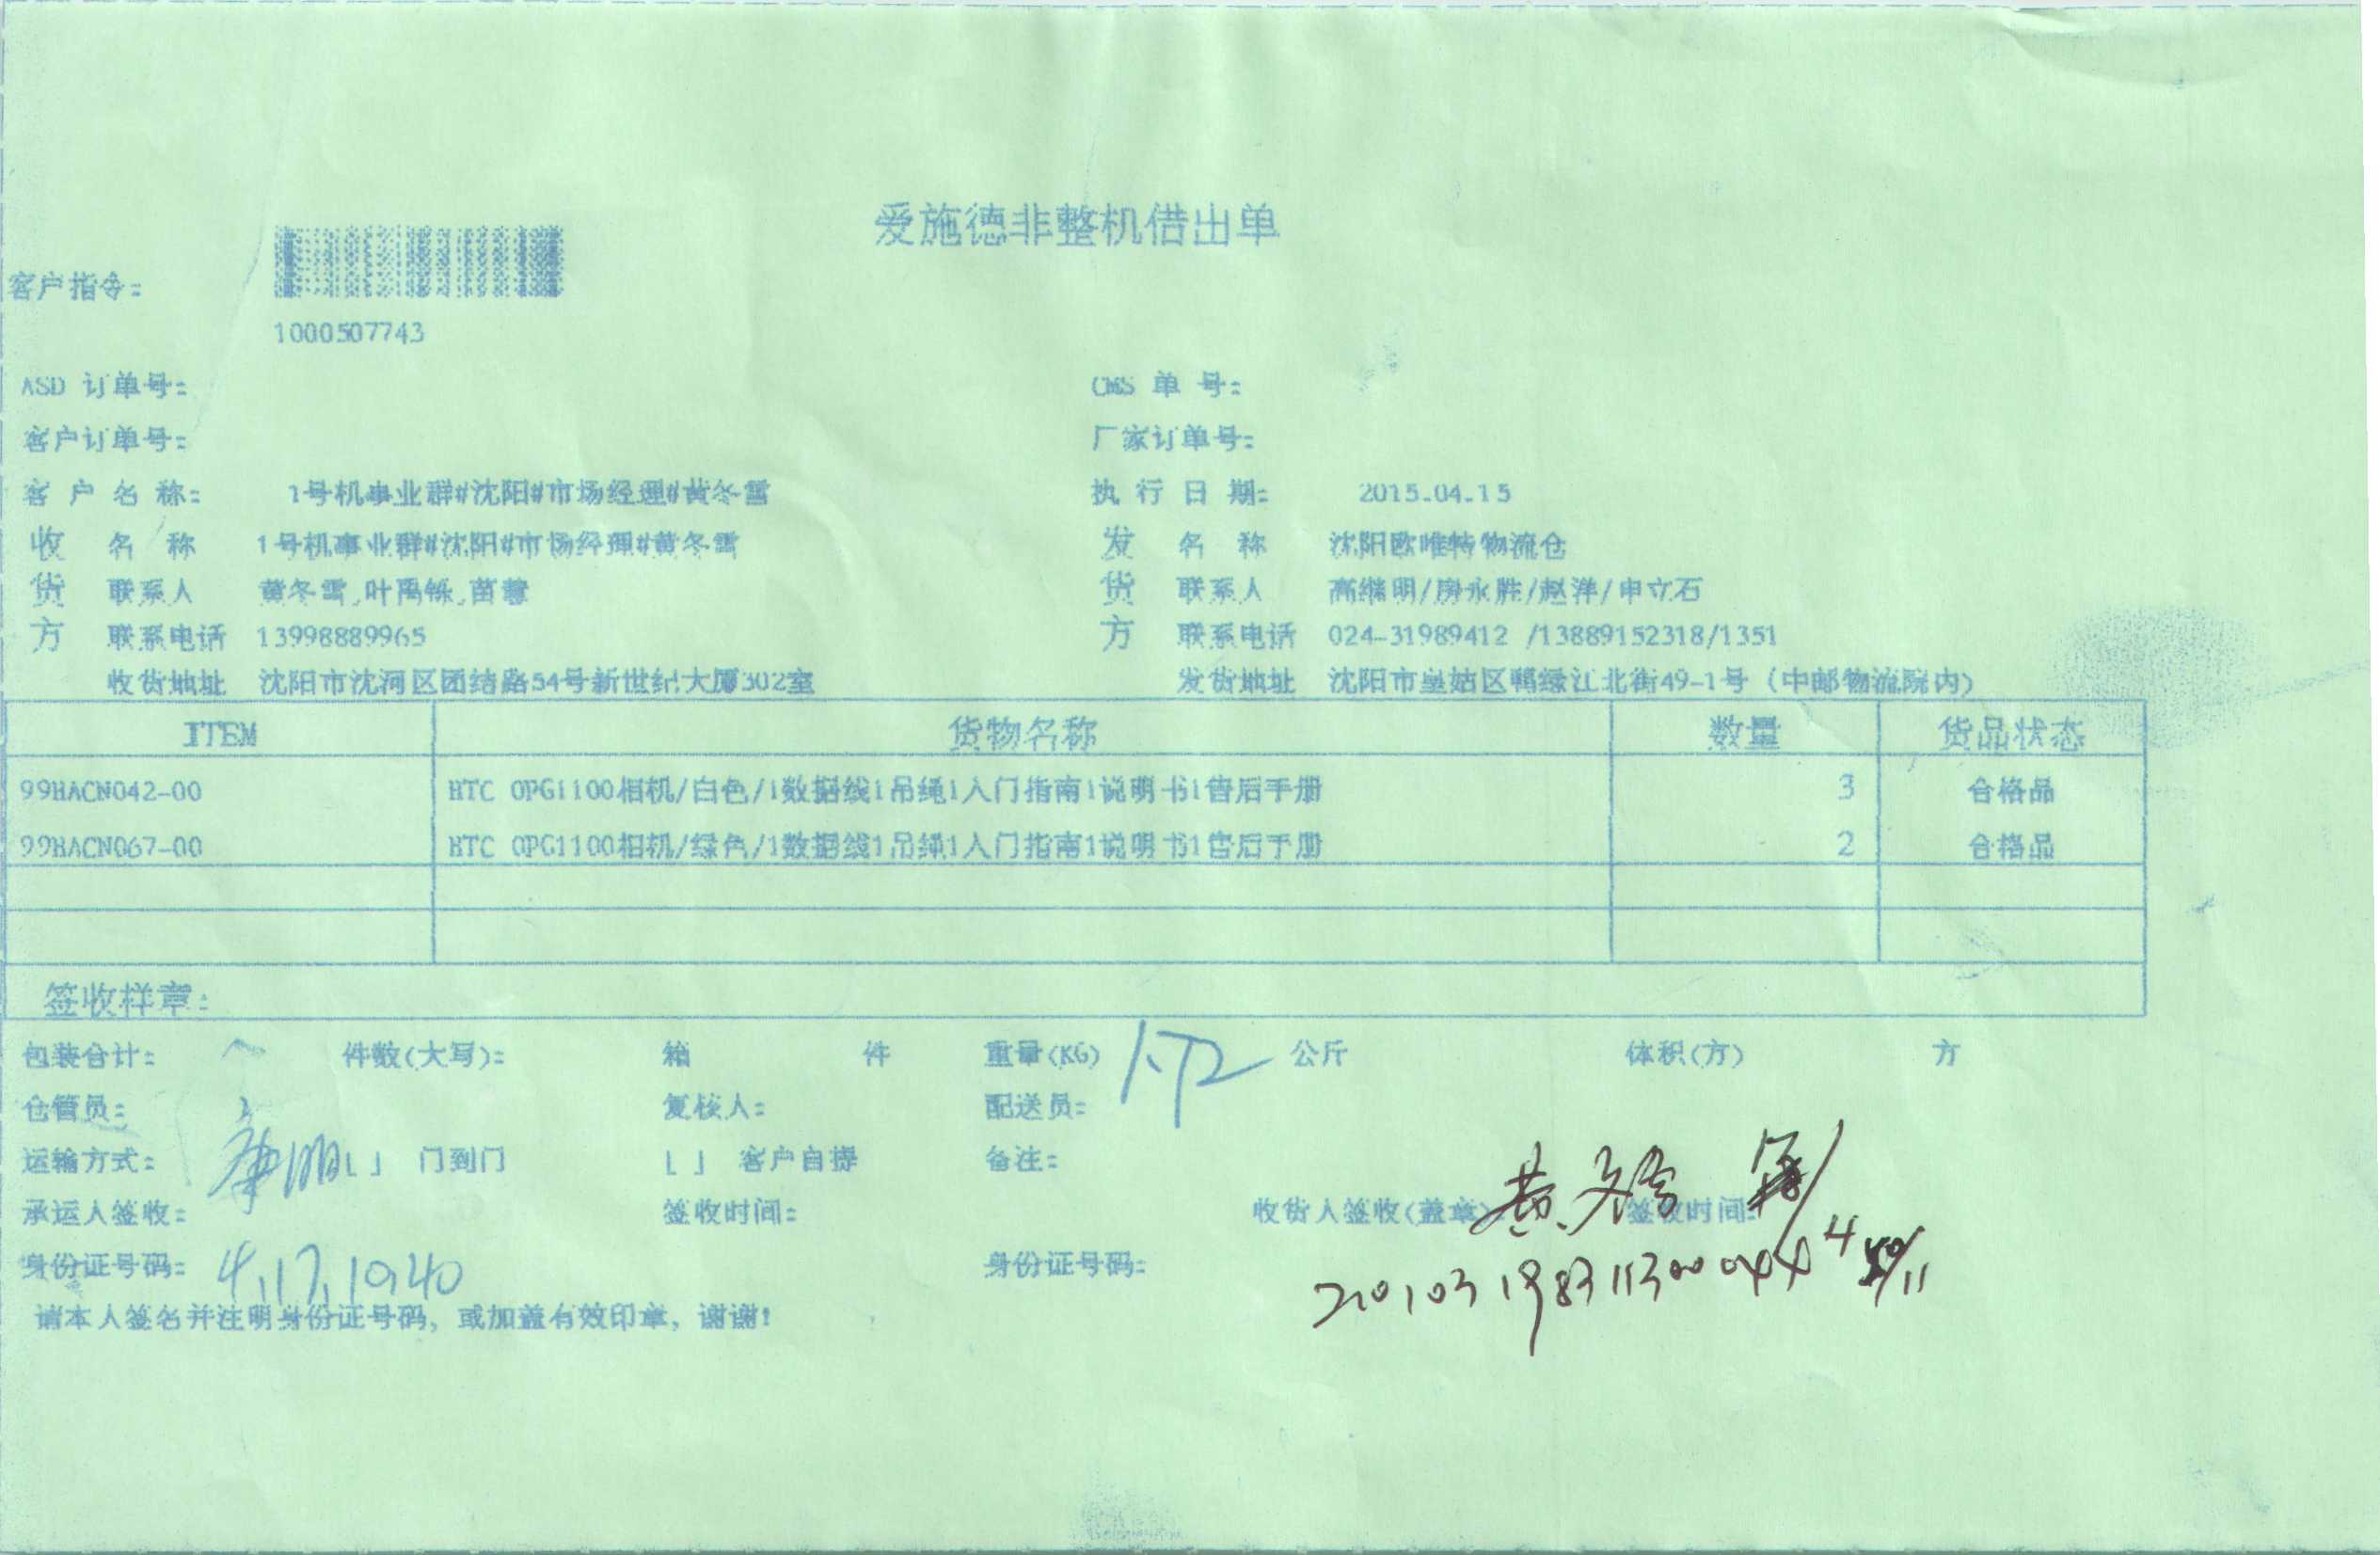 爱施德非整机借出单
客户指令:
1000507743
ASD 订单号: CMS 单 号:
客户订单号: 厂家订单号:
客 户 名 称: 1号机事业群#沈阳#市场经理#黄冬雪 执 行 日 期: 2015.04.15
收 名 称 1号机事业群#沈阳#市场经理#黄冬雪 发 名 称 沈阳欧唯特物流仓
货 联系人 黄冬雪,叶禹铄,苗慧 货 联系人 高继明/房永胜/赵洋/申立石
方 联系电话 13998889965 方 联系电话 024-31989412 /13889152318/1351
收货地址 沈阳市沈河区团结路54号新世纪大厦302室 发货地址 沈阳市皇姑区鸭绿江北街49-1号（中邮物流院内）
ITEM 货物名称 数量 货品状态
99HACN042-00 HTC OPG1100相机/白色/1数据线1吊绳1入门指南1说明书1售后手册 3 合格品
99HACN067-00 HTC OPG1100相机/绿色/1数据线1吊绳1入门指南1说明书1售后手册 2 合格品
签收样章:
包装合计: 件数(大写): 箱 件 重量(KG) 公斤 体积(方) 方
仓管员: 复核人: 配送员:
运输方式: [ ] 门到门 [ ] 客户自提 备注:
承运人签收: 签收时间: 收货人签收(盖章): 黄冬雪 签收时间:
身份证号码: 4.17.1940 身份证号码:
请本人签名并注明身份证号码，或加盖有效印章，谢谢!